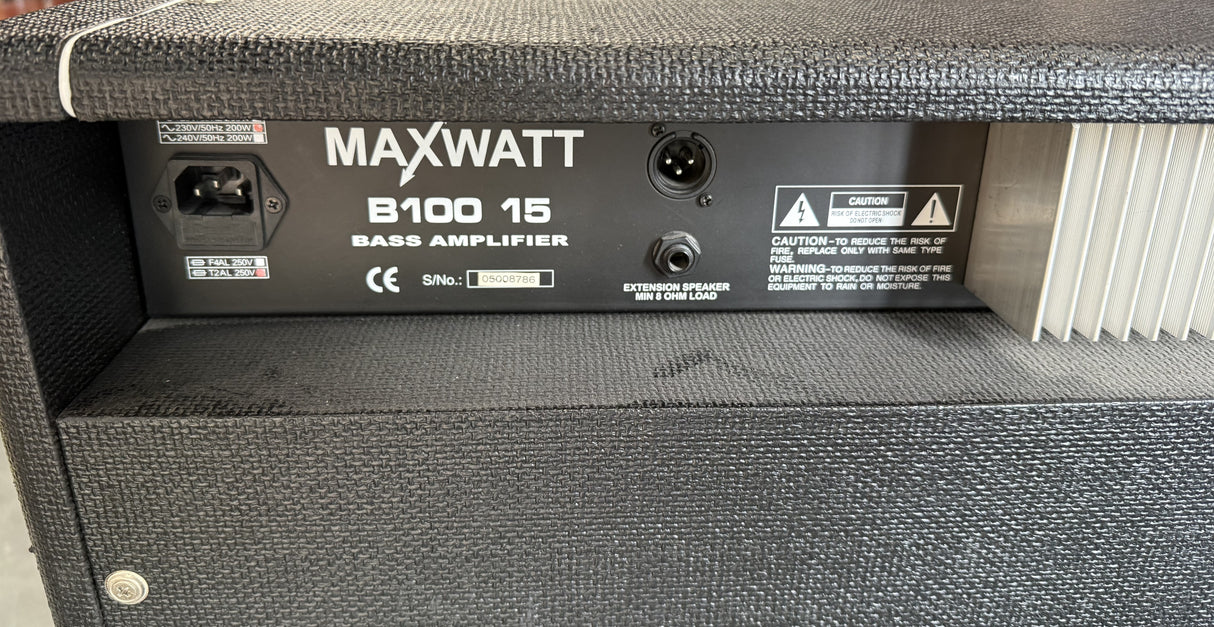 230V/50Hz 200W
240V/50Hz 200W
MAXWATT
B100 15
BASS AMPLIFIER
F4AL 250V
T2AL 250V
CE S/No.: 05008786
EXTENSION SPEAKER
MIN 8 OHM LOAD
CAUTION
RISK OF ELECTRIC SHOCK
DO NOT OPEN
CAUTION-TO REDUCE THE RISK OF
FIRE, REPLACE ONLY WITH SAME TYPE
FUSE.
WARNING-TO REDUCE THE RISK OF FIRE
OR ELECTRIC SHOCK, DO NOT EXPOSE THIS
EQUIPMENT TO RAIN OR MOISTURE.